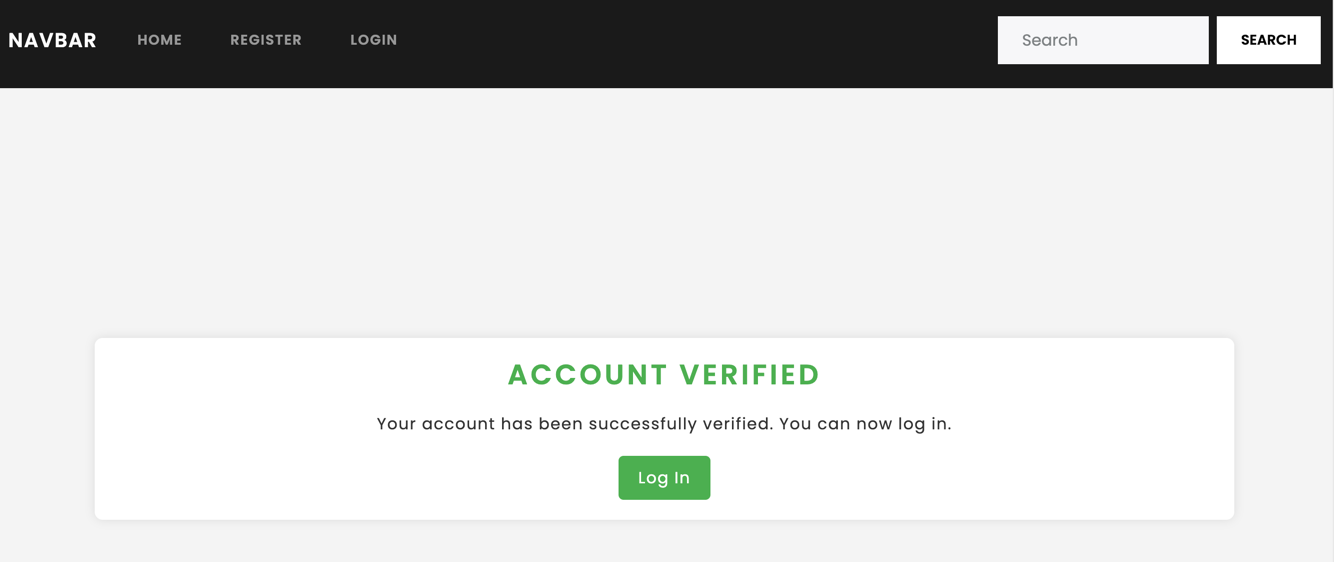 NAVBAR HOME REGISTER LOGIN Search SEARCH
ACCOUNT VERIFIED
Your account has been successfully verified. You can now log in.
Log In